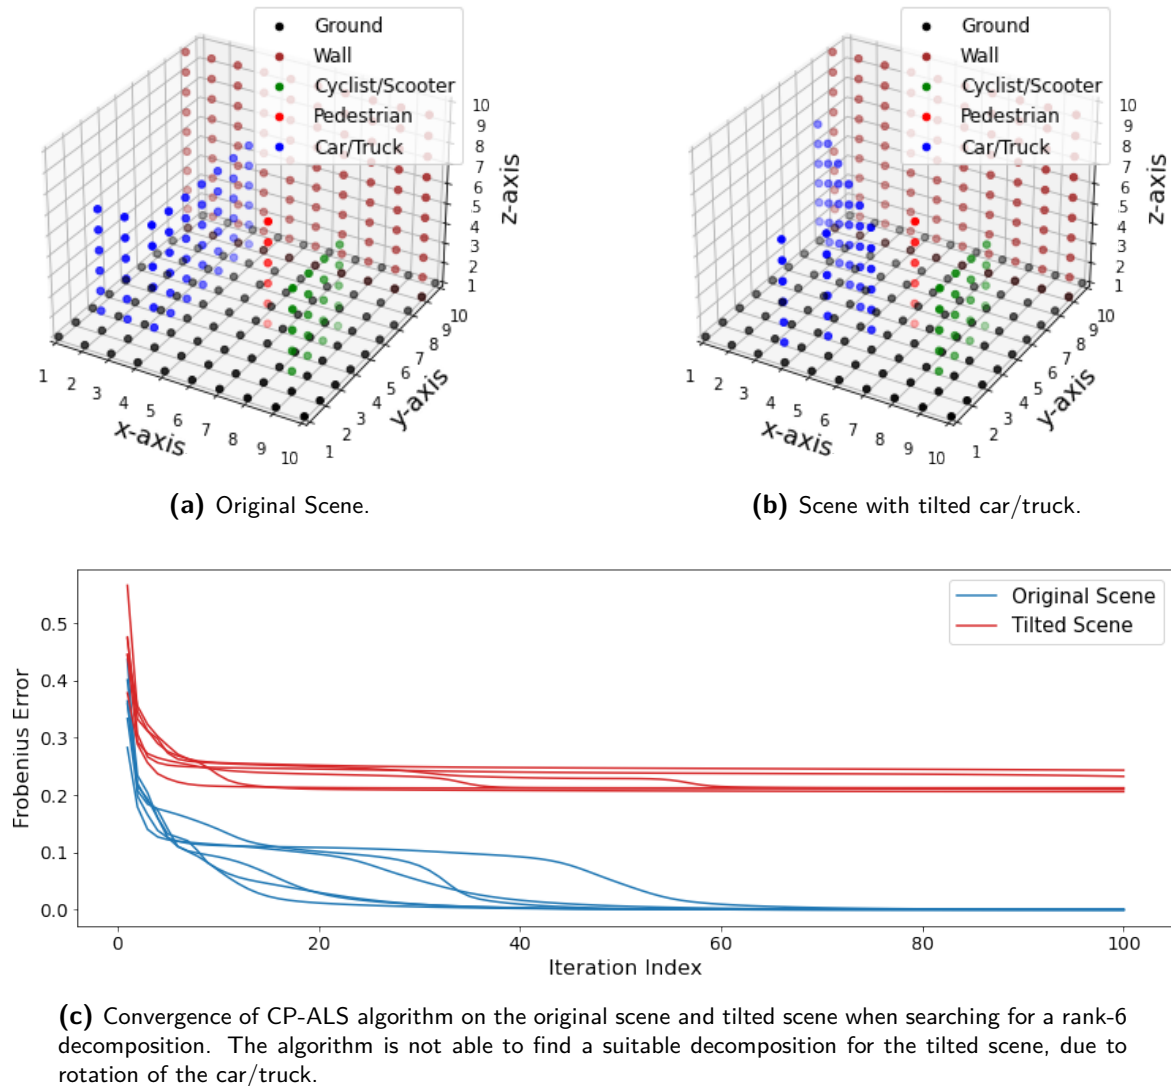 Ground
Wall
Cyclist/Scooter
Pedestrian
Car/Truck
10
9
8
7
6
5
4
3
2
1
z-axis
1
2
3
4
5
6
7
8
9
10
x-axis
1
2
3
4
5
6
7
8
9
10
y-axis
(a) Original Scene.
Ground
Wall
Cyclist/Scooter
Pedestrian
Car/Truck
10
9
8
7
6
5
4
3
2
1
z-axis
1
2
3
4
5
6
7
8
9
10
x-axis
1
2
3
4
5
6
7
8
9
10
y-axis
(b) Scene with tilted car/truck.
Original Scene
Tilted Scene
0.5
0.4
0.3
0.2
0.1
0.0
Frobenius Error
0 20 40 60 80 100
Iteration Index
(c) Convergence of CP-ALS algorithm on the original scene and tilted scene when searching for a rank-6
decomposition. The algorithm is not able to find a suitable decomposition for the tilted scene, due to
rotation of the car/truck.